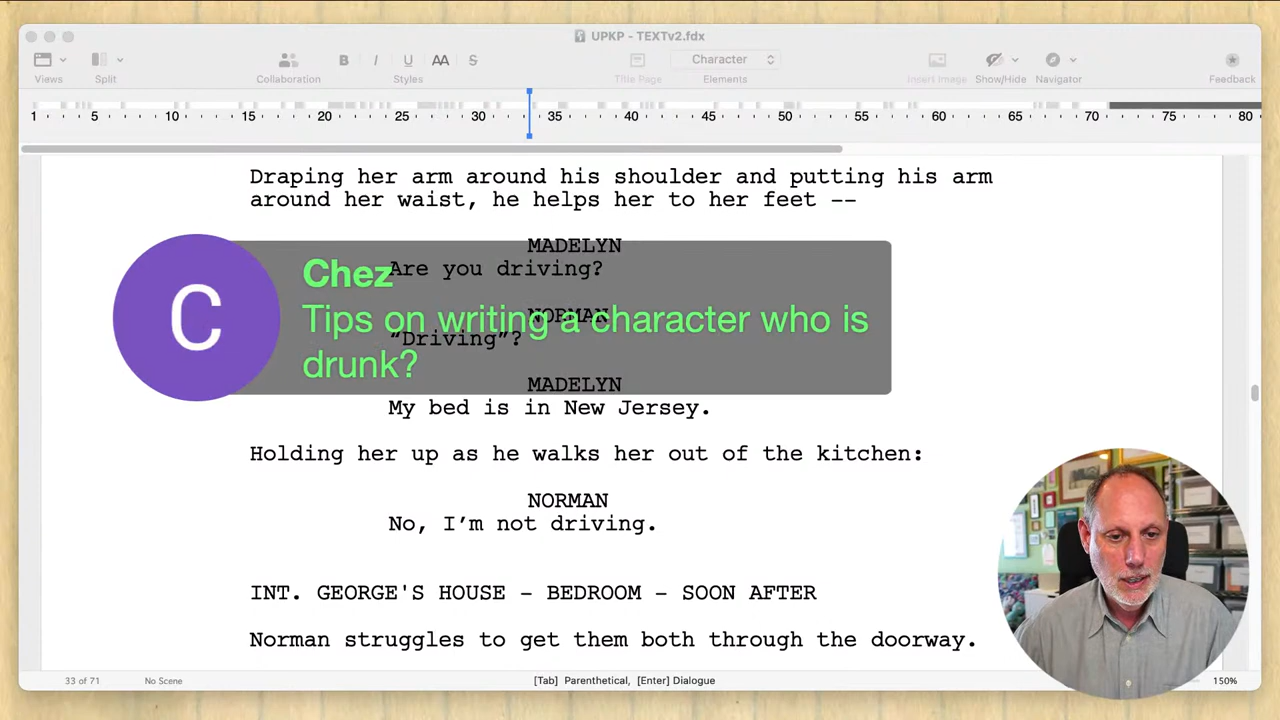 UPKP - TEXTv2.fdx
B I U AA S Character
Views Split Collaboration Styles Title Page Elements Insert Image Show/Hide Navigator Feedback
1 5 10 15 20 25 30 35 40 45 50 55 60 65 70 75 80
Draping her arm around his shoulder and putting his arm
around her waist, he helps her to her feet --
MADELYN
Are you driving?
NORMAN
“Driving”?
C
Chez
Tips on writing a character who is
drunk?
MADELYN
My bed is in New Jersey.
Holding her up as he walks her out of the kitchen:
NORMAN
No, I’m not driving.
INT. GEORGE'S HOUSE - BEDROOM - SOON AFTER
Norman struggles to get them both through the doorway.
33 of 71 No Scene [Tab] Parenthetical, [Enter] Dialogue 150%